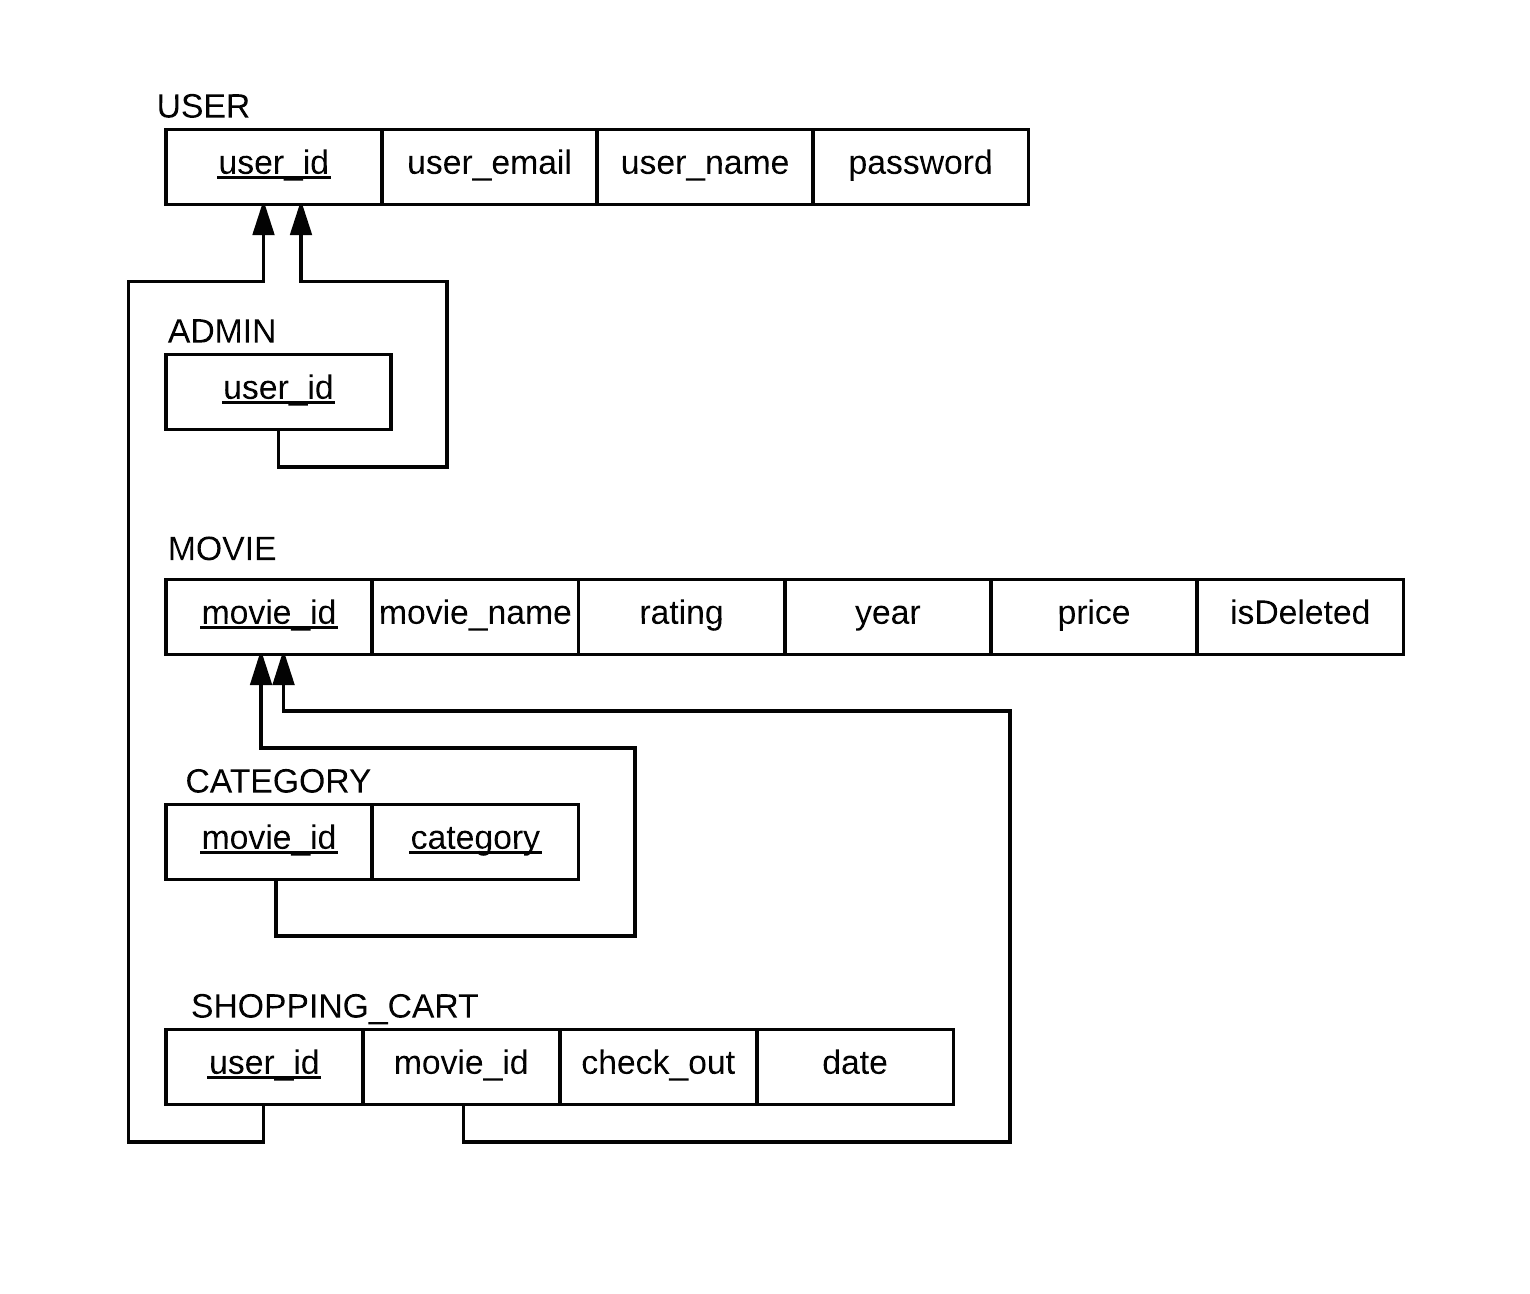 USER
user_id user_email user_name password
ADMIN
user_id
MOVIE
movie_id movie_name rating year price isDeleted
CATEGORY
movie_id category
SHOPPING_CART
user_id movie_id check_out date